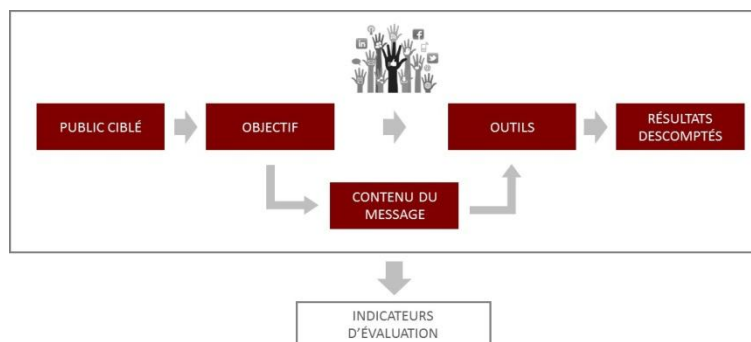 PUBLIC CIBLÉ
OBJECTIF
OUTILS
RÉSULTATS
DESCOMPTÉS
CONTENU DU
MESSAGE
INDICATEURS
D'ÉVALUATION